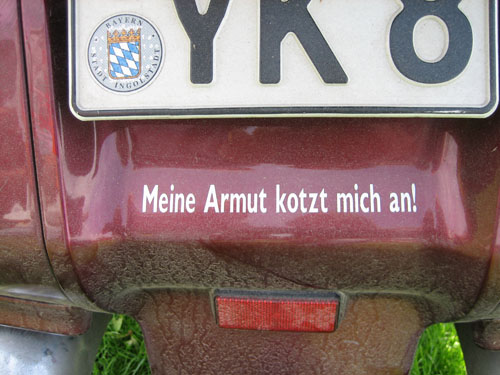 BAYERN
STADT INGOLSTADT
YK 8
Meine Armut kotzt mich an!